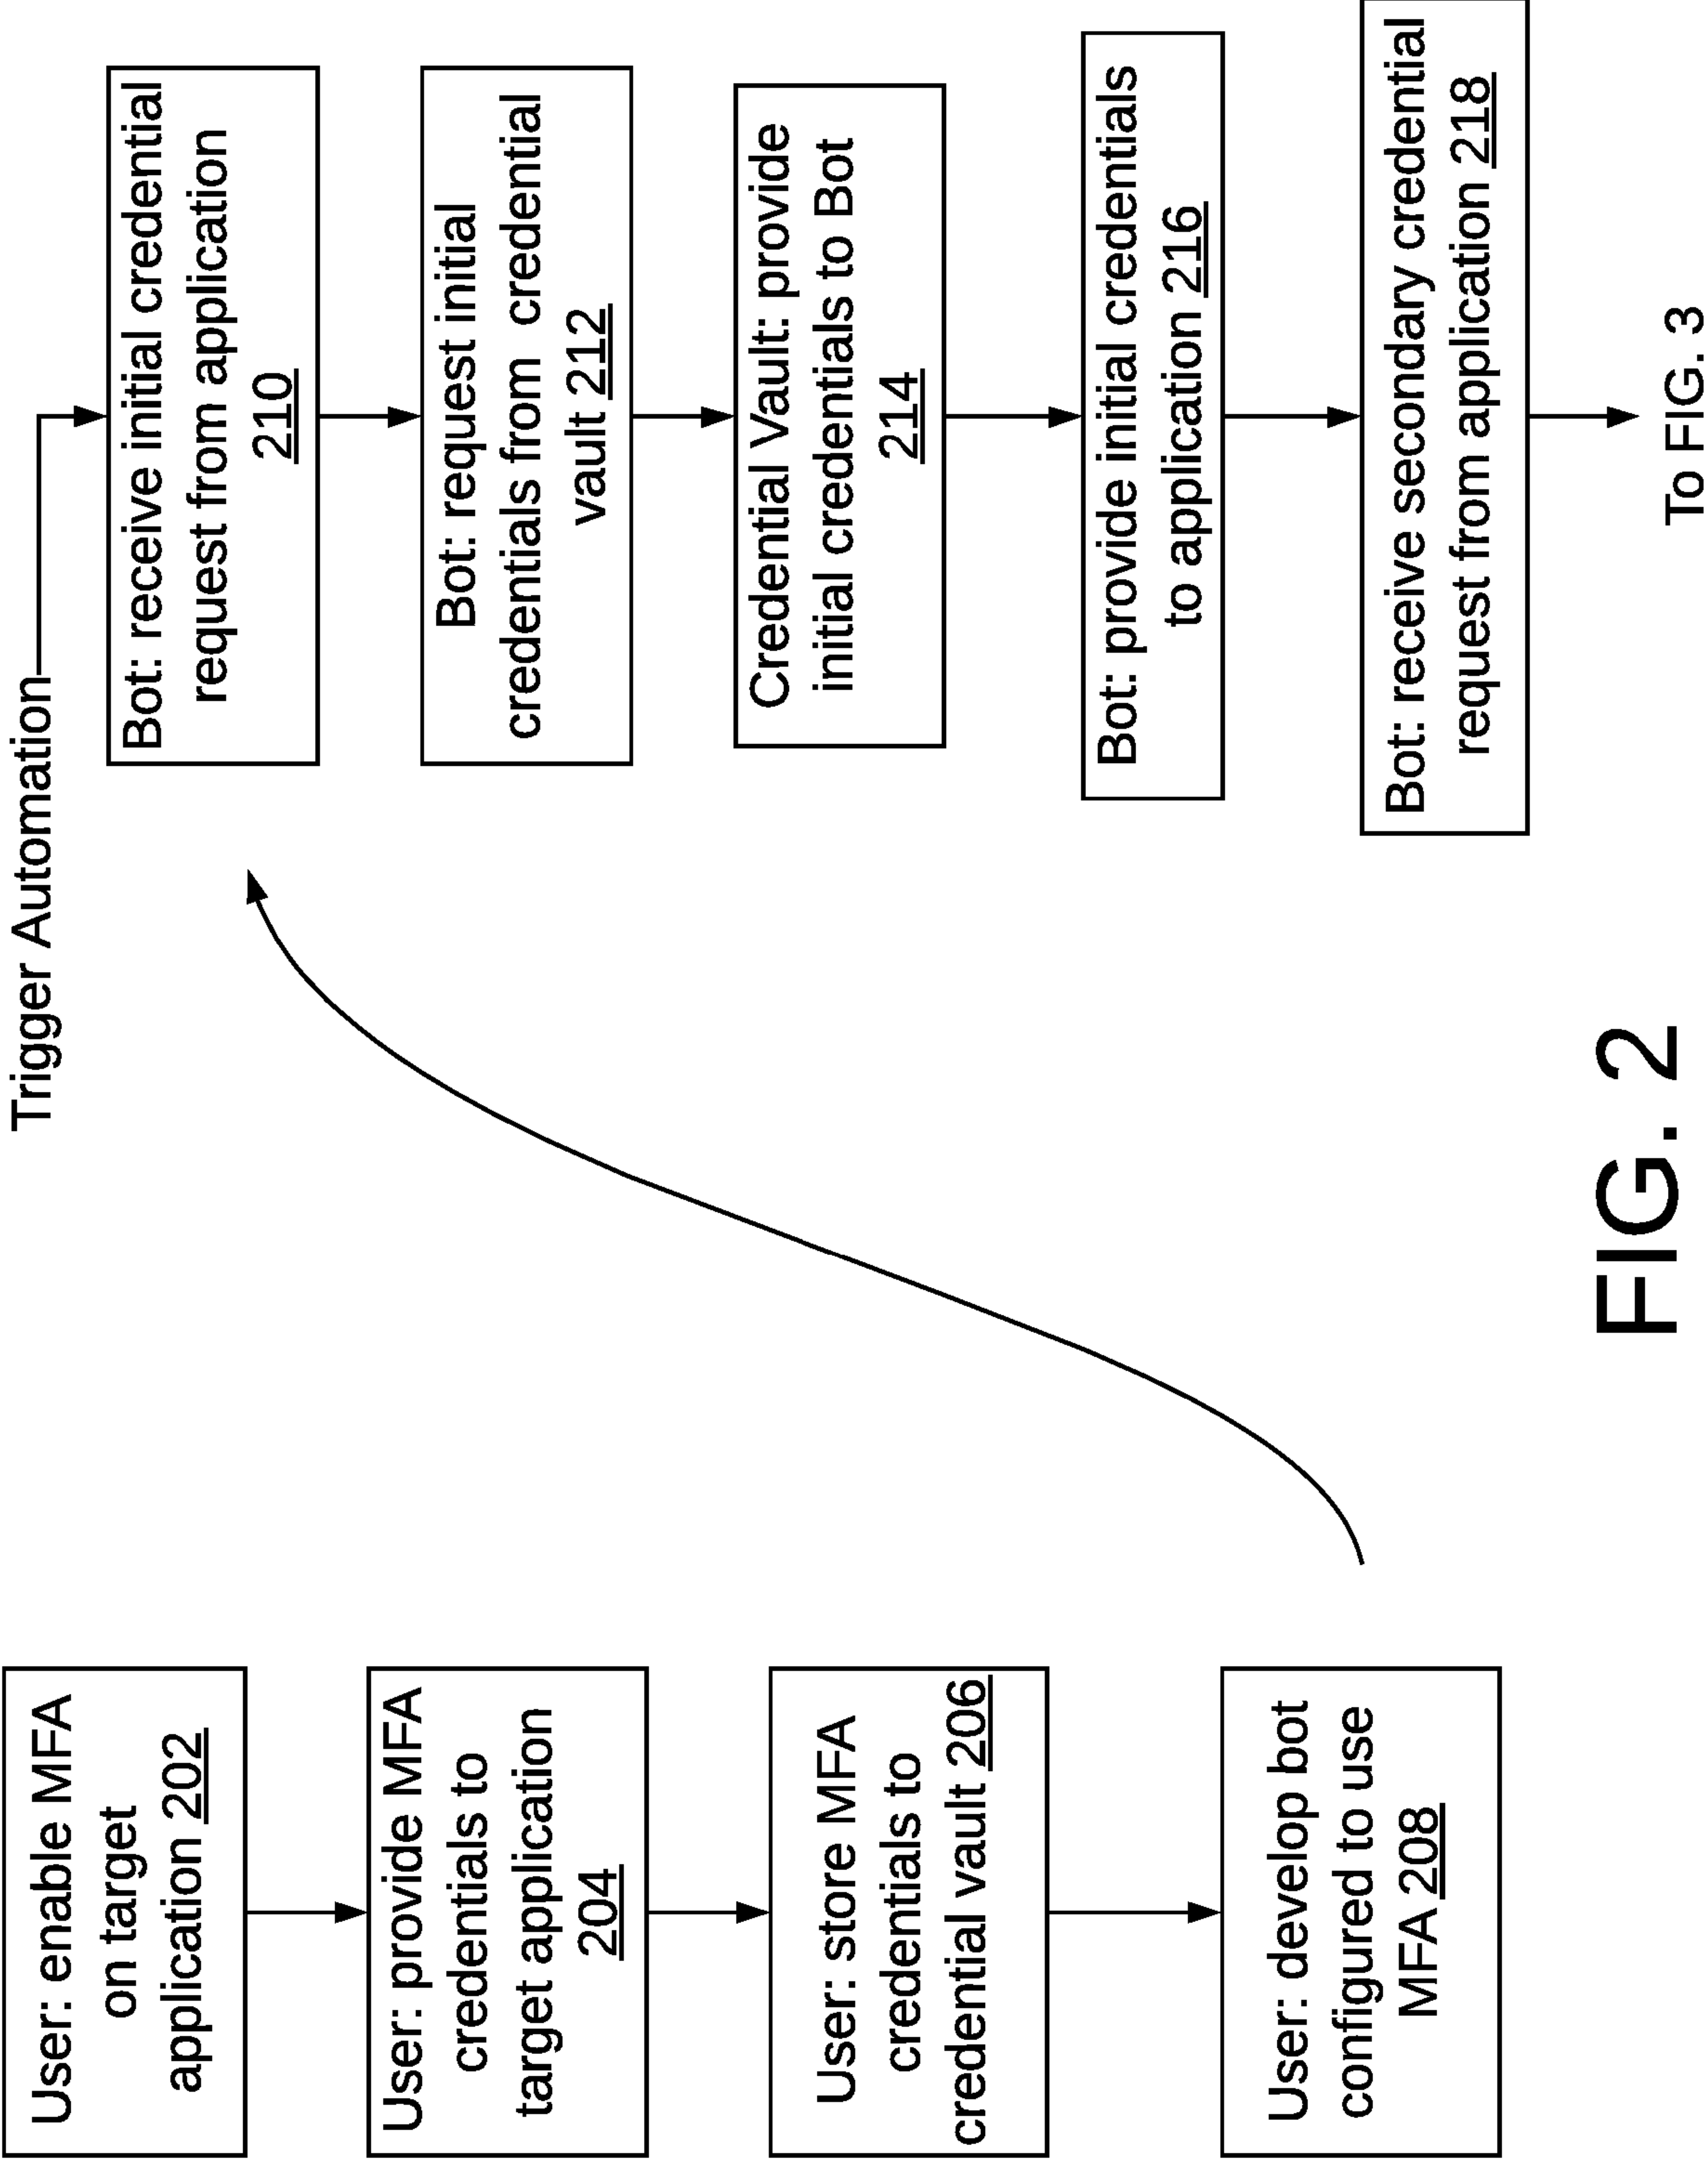 User: enable MFA
on target
application 202
User: provide MFA
credentials to
target application
204
User: store MFA
credentials to
credential vault 206
User: develop bot
configured to use
MFA 208
Trigger Automation
Bot: receive initial credential
request from application
210
Bot: request initial
credentials from credential
vault 212
Credential Vault: provide
initial credentials to Bot
214
Bot: provide initial credentials
to application 216
Bot: receive secondary credential
request from application 218
To FIG. 3
FIG. 2